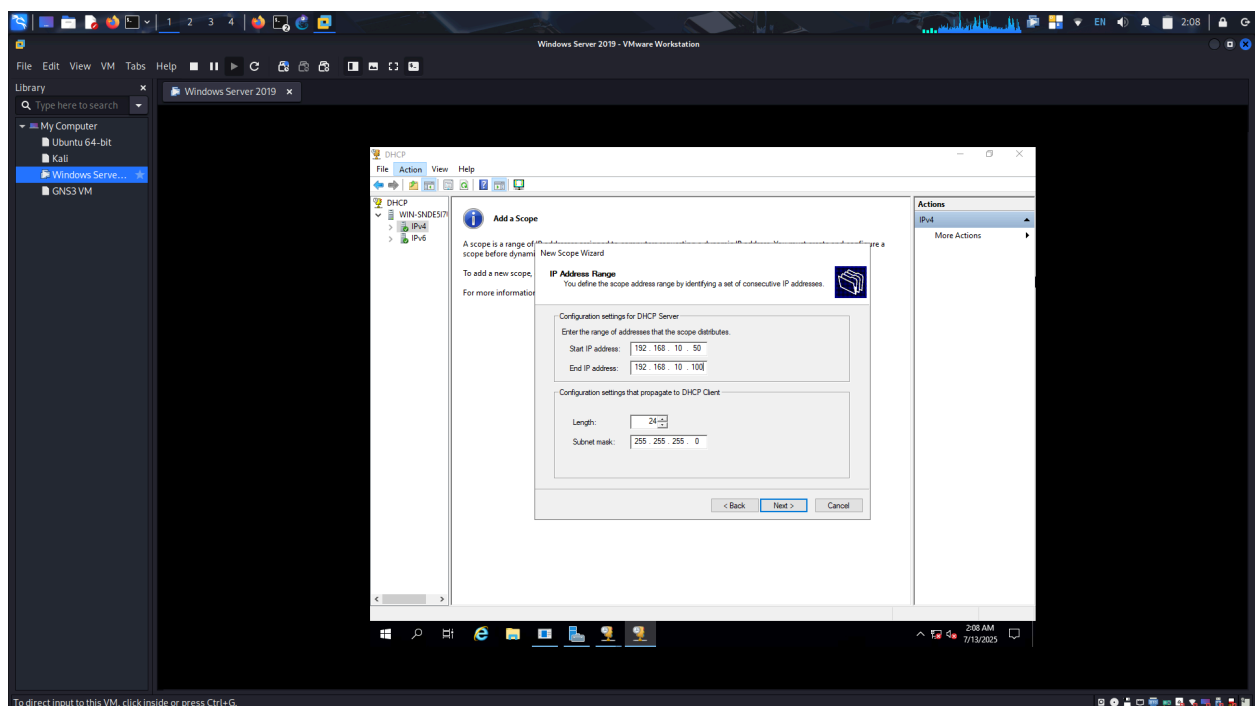 1 2 3 4 EN 2:08
Windows Server 2019 - VMware Workstation
File Edit View VM Tabs Help
Library
Windows Server 2019
Type here to search
My Computer
Ubuntu 64-bit
Kali
Windows Serve...
GNS3 VM
DHCP
File Action View Help
DHCP
WIN-SNDE5I7
IPv4
IPv6
Add a Scope
A scope is a range of
scope before dynami
To add a new scope,
For more information
New Scope Wizard
IP Address Range
You define the scope address range by identifying a set of consecutive IP addresses.
Configuration settings for DHCP Server
Enter the range of addresses that the scope distributes.
Start IP address: 192 . 168 . 10 . 50
End IP address: 192 . 168 . 10 . 100
Configuration settings that propagate to DHCP Client
Length: 24
Subnet mask: 255 . 255 . 255 . 0
< Back Next > Cancel
Actions
IPv4
More Actions
2:08 AM
7/13/2025
To direct input to this VM, click inside or press Ctrl+G.